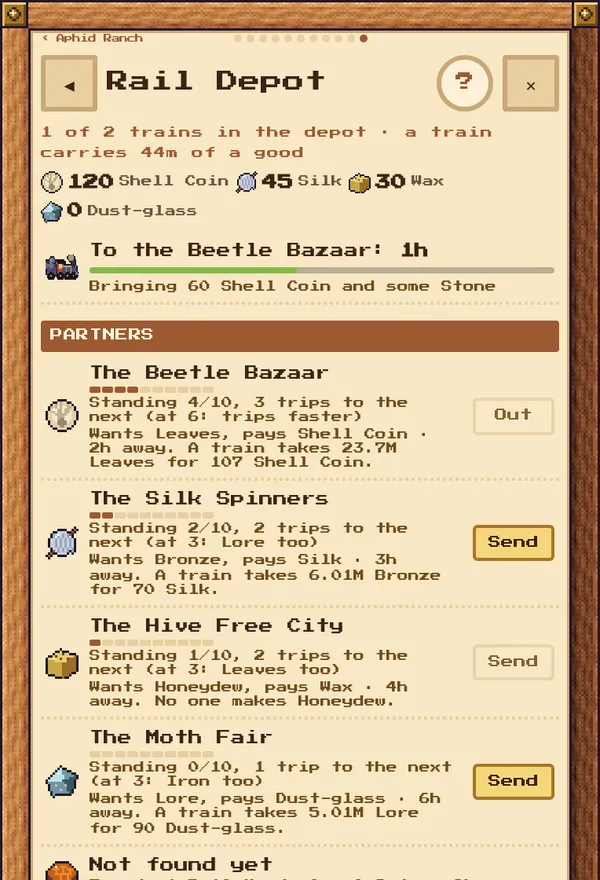 ‹ Aphid Ranch
Rail Depot
?
×
1 of 2 trains in the depot · a train
carries 44m of a good
120 Shell Coin 45 Silk 30 Wax
0 Dust-glass
To the Beetle Bazaar: 1h
Bringing 60 Shell Coin and some Stone
PARTNERS
The Beetle Bazaar
Standing 4/10, 3 trips to the
next (at 6: trips faster)
Wants Leaves, pays Shell Coin ·
2h away. A train takes 23.7M
Leaves for 107 Shell Coin.
Out
The Silk Spinners
Standing 2/10, 2 trips to the
next (at 3: Lore too)
Wants Bronze, pays Silk · 3h
away. A train takes 6.01M Bronze
for 70 Silk.
Send
The Hive Free City
Standing 1/10, 2 trips to the
next (at 3: Leaves too)
Wants Honeydew, pays Wax · 4h
away. No one makes Honeydew.
Send
The Moth Fair
Standing 0/10, 1 trip to the next
(at 3: Iron too)
Wants Lore, pays Dust-glass · 6h
away. A train takes 5.01M Lore
for 90 Dust-glass.
Send
Not found yet